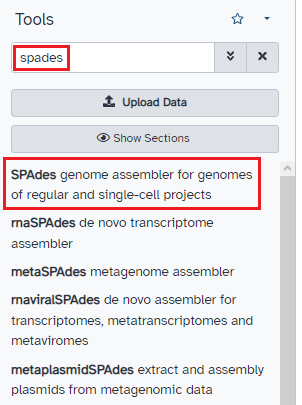 Tools
spades
Upload Data
Show Sections
SPAdes genome assembler for genomes
of regular and single-cell projects
rnaSPAdes de novo transcriptome
assembler
metaSPAdes metagenome assembler
rnaviralSPAdes de novo assembler for
transcriptomes, metatranscriptomes and
metaviromes
metaplasmidSPAdes extract and assembly
plasmids from metagenomic data